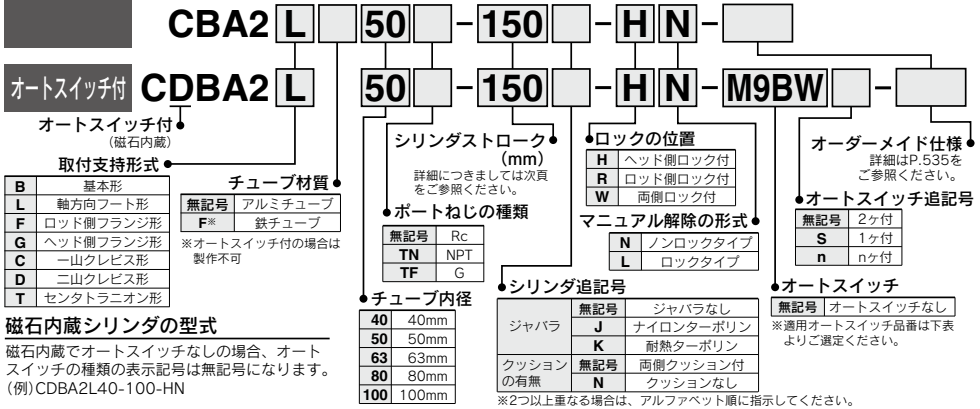 CBA2 L 50 - 150 - H N -
オートスイッチ付 CDBA2 L 50 - 150 - H N - M9BW -
オートスイッチ付
(磁石内蔵)
取付支持形式
B 基本形
L 軸方向フート形
F ロッド側フランジ形
G ヘッド側フランジ形
C 一山クレビス形
D 二山クレビス形
T センタトラニオン形
磁石内蔵シリンダの型式
磁石内蔵でオートスイッチなしの場合、オート
スイッチの種類の表示記号は無記号になります。
(例)CDBA2L40-100-HN
チューブ材質
無記号 アルミチューブ
F※ 鉄チューブ
※オートスイッチ付の場合は
製作不可
シリンダストローク
(mm)
詳細につきましては次頁
をご参照ください。
ポートねじの種類
無記号 Rc
TN NPT
TF G
チューブ内径
40 40mm
50 50mm
63 63mm
80 80mm
100 100mm
ロックの位置
H ヘッド側ロック付
R ロッド側ロック付
W 両側ロック付
マニュアル解除の形式
N ノンロックタイプ
L ロックタイプ
シリンダ追記号
ジャバラ 無記号 ジャバラなし
J ナイロンターポリン
K 耐熱ターポリン
クッション
の有無 無記号 両側クッション付
N クッションなし
※2つ以上重なる場合は、アルファベット順に指示してください。
オーダーメイド仕様
詳細はP.535を
ご参照ください。
オートスイッチ追記号
無記号 2ヶ付
S 1ヶ付
n nヶ付
オートスイッチ
無記号 オートスイッチなし
※適用オートスイッチ品番は下表
よりご選定ください。